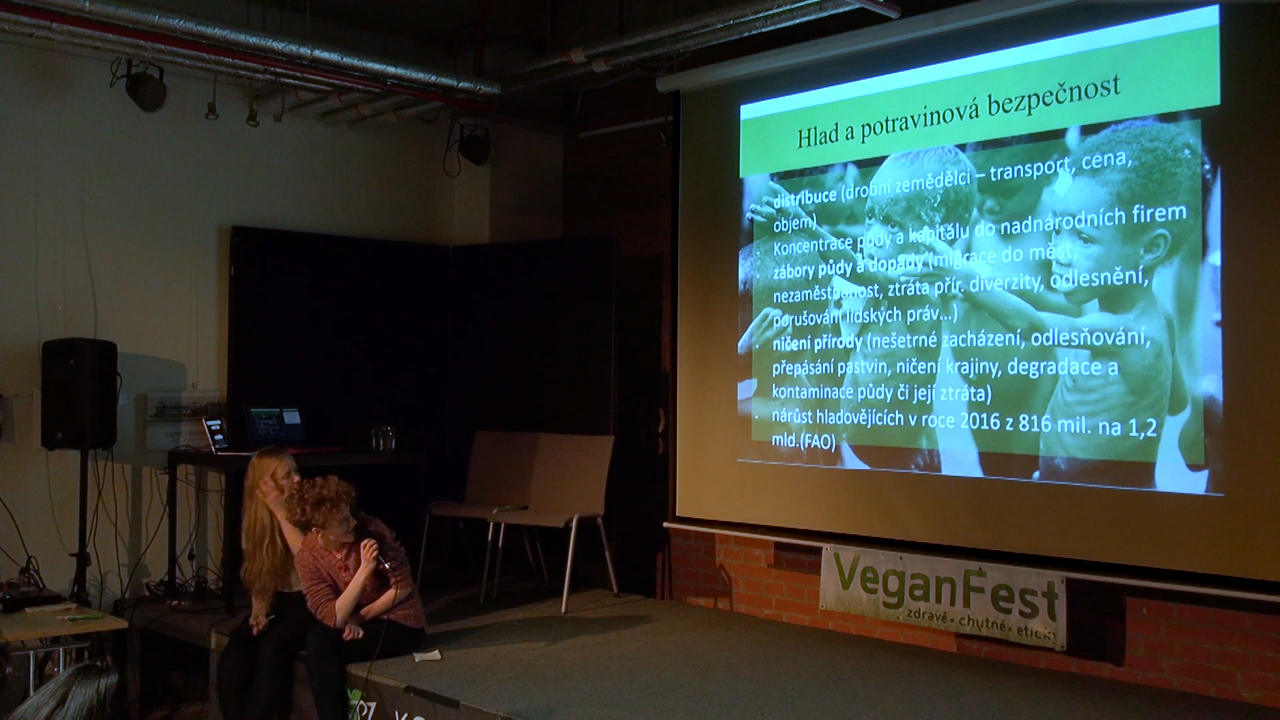 Hlad a potravinová bezpečnost
distribuce (drobní zemědělci – transport, cena,
objem)
Koncentrace půdy a kapitálu do nadnárodních firem
zábory půdy a dopady (migrace do měst,
nezaměstnanost, ztráta přír. diverzity, odlesnění,
porušování lidských práv...)
ničení přírody (nešetrné zacházení, odlesňování,
přepásání pastvin, ničení krajiny, degradace a
kontaminace půdy či její ztráta)
nárůst hladovějících v roce 2016 z 816 mil. na 1,2
mld.(FAO)
VeganFest
zdravě • chutně • eticky